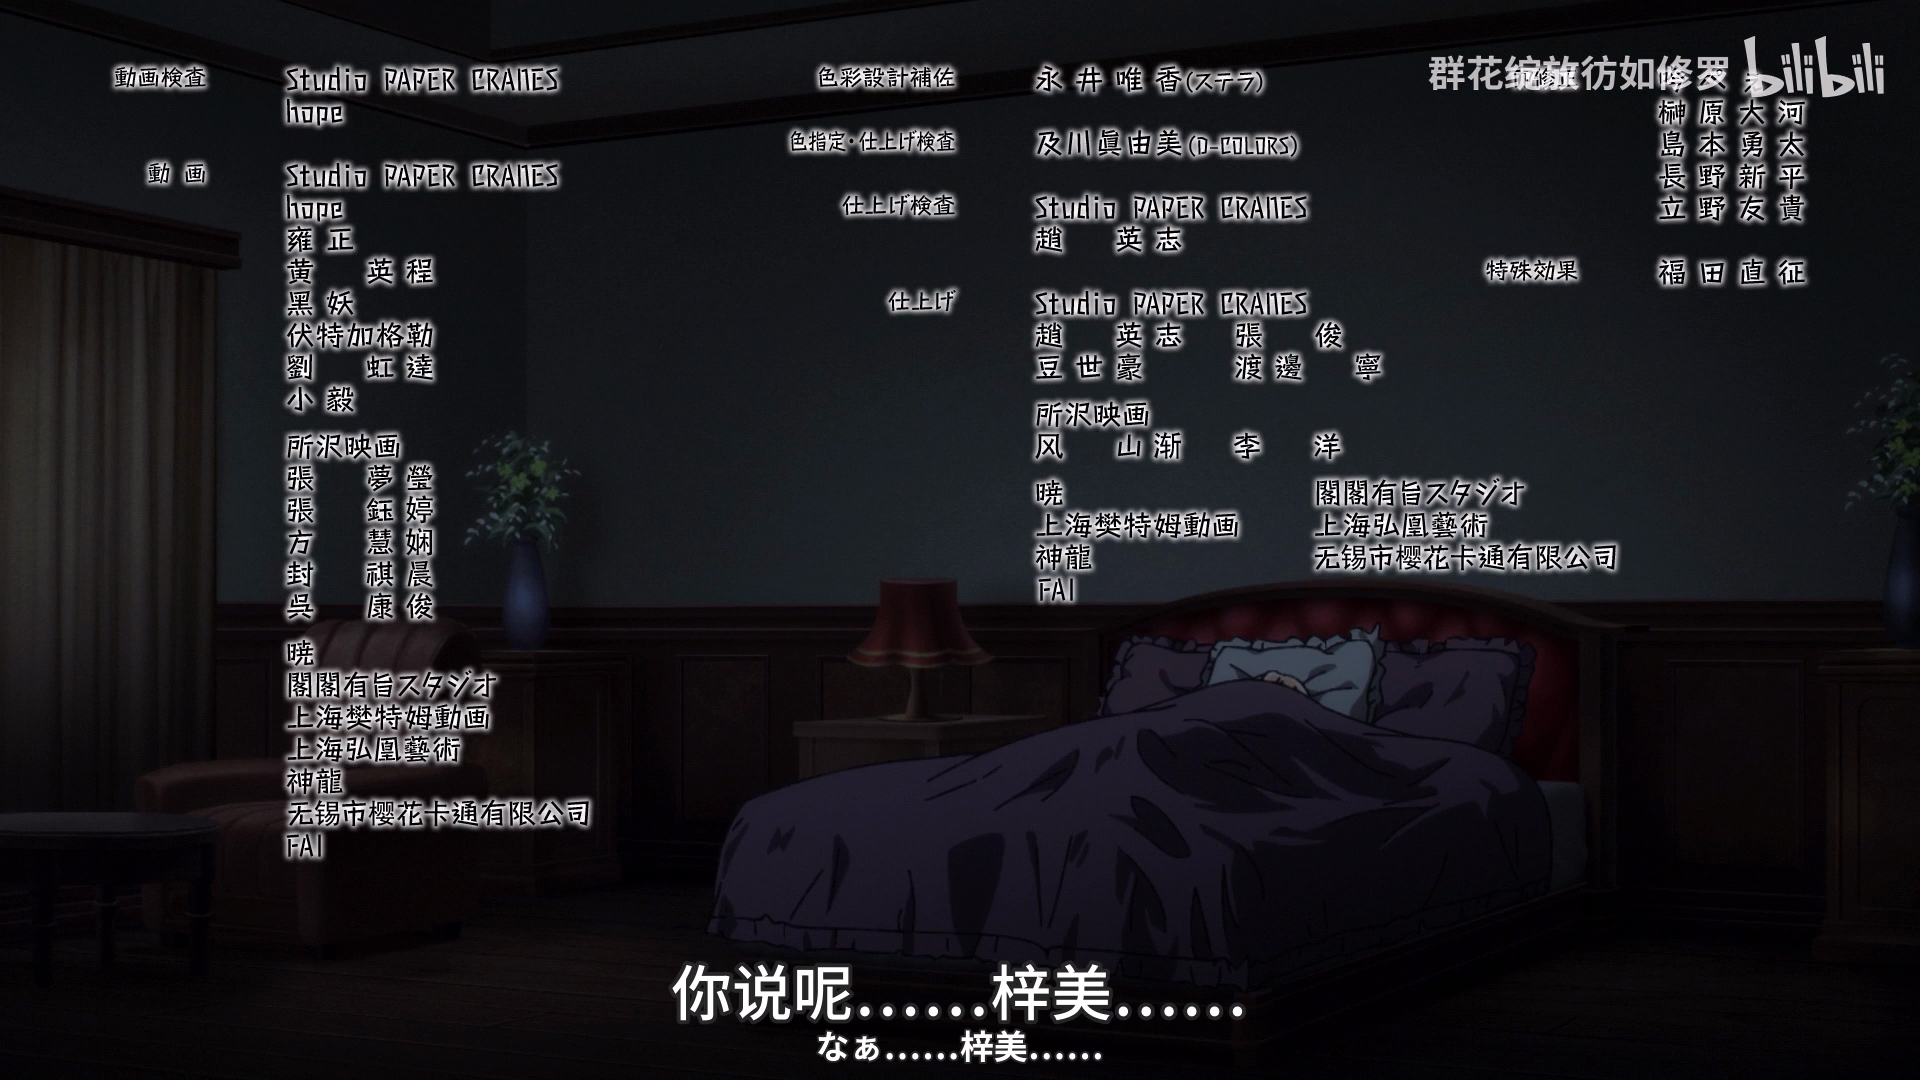 動画検査 Studio PAPER CRANES
hope
動画 Studio PAPER CRANES
hope
雍正
黄 英程
黑妖
伏特加格勒
劉 虹達
小毅
所沢映画
張 夢瑩
張 鈺婷
方 慧娴
封 祺晨
吳 康俊
暁
閣閣有旨スタジオ
上海樊特姆動画
上海弘凰藝術
神龍
无锡市樱花卡通有限公司
FAI
色彩設計補佐 永井唯香(ステラ)
色指定・仕上げ検査 及川眞由美(D-COLORS)
仕上げ検査 Studio PAPER CRANES
趙 英志
仕上げ Studio PAPER CRANES
趙 英志 張 俊
豆世豪 渡邊 寧
所沢映画
风 山渐 李 洋
暁 閣閣有旨スタジオ
上海樊特姆動画 上海弘凰藝術
神龍 无锡市樱花卡通有限公司
FAI
群花绽放彷如修罗 bilibili
榊原大河
島本勇太
長野新平
立野友貴
特殊効果 福田直征
你说呢……梓美……
なぁ……梓美……